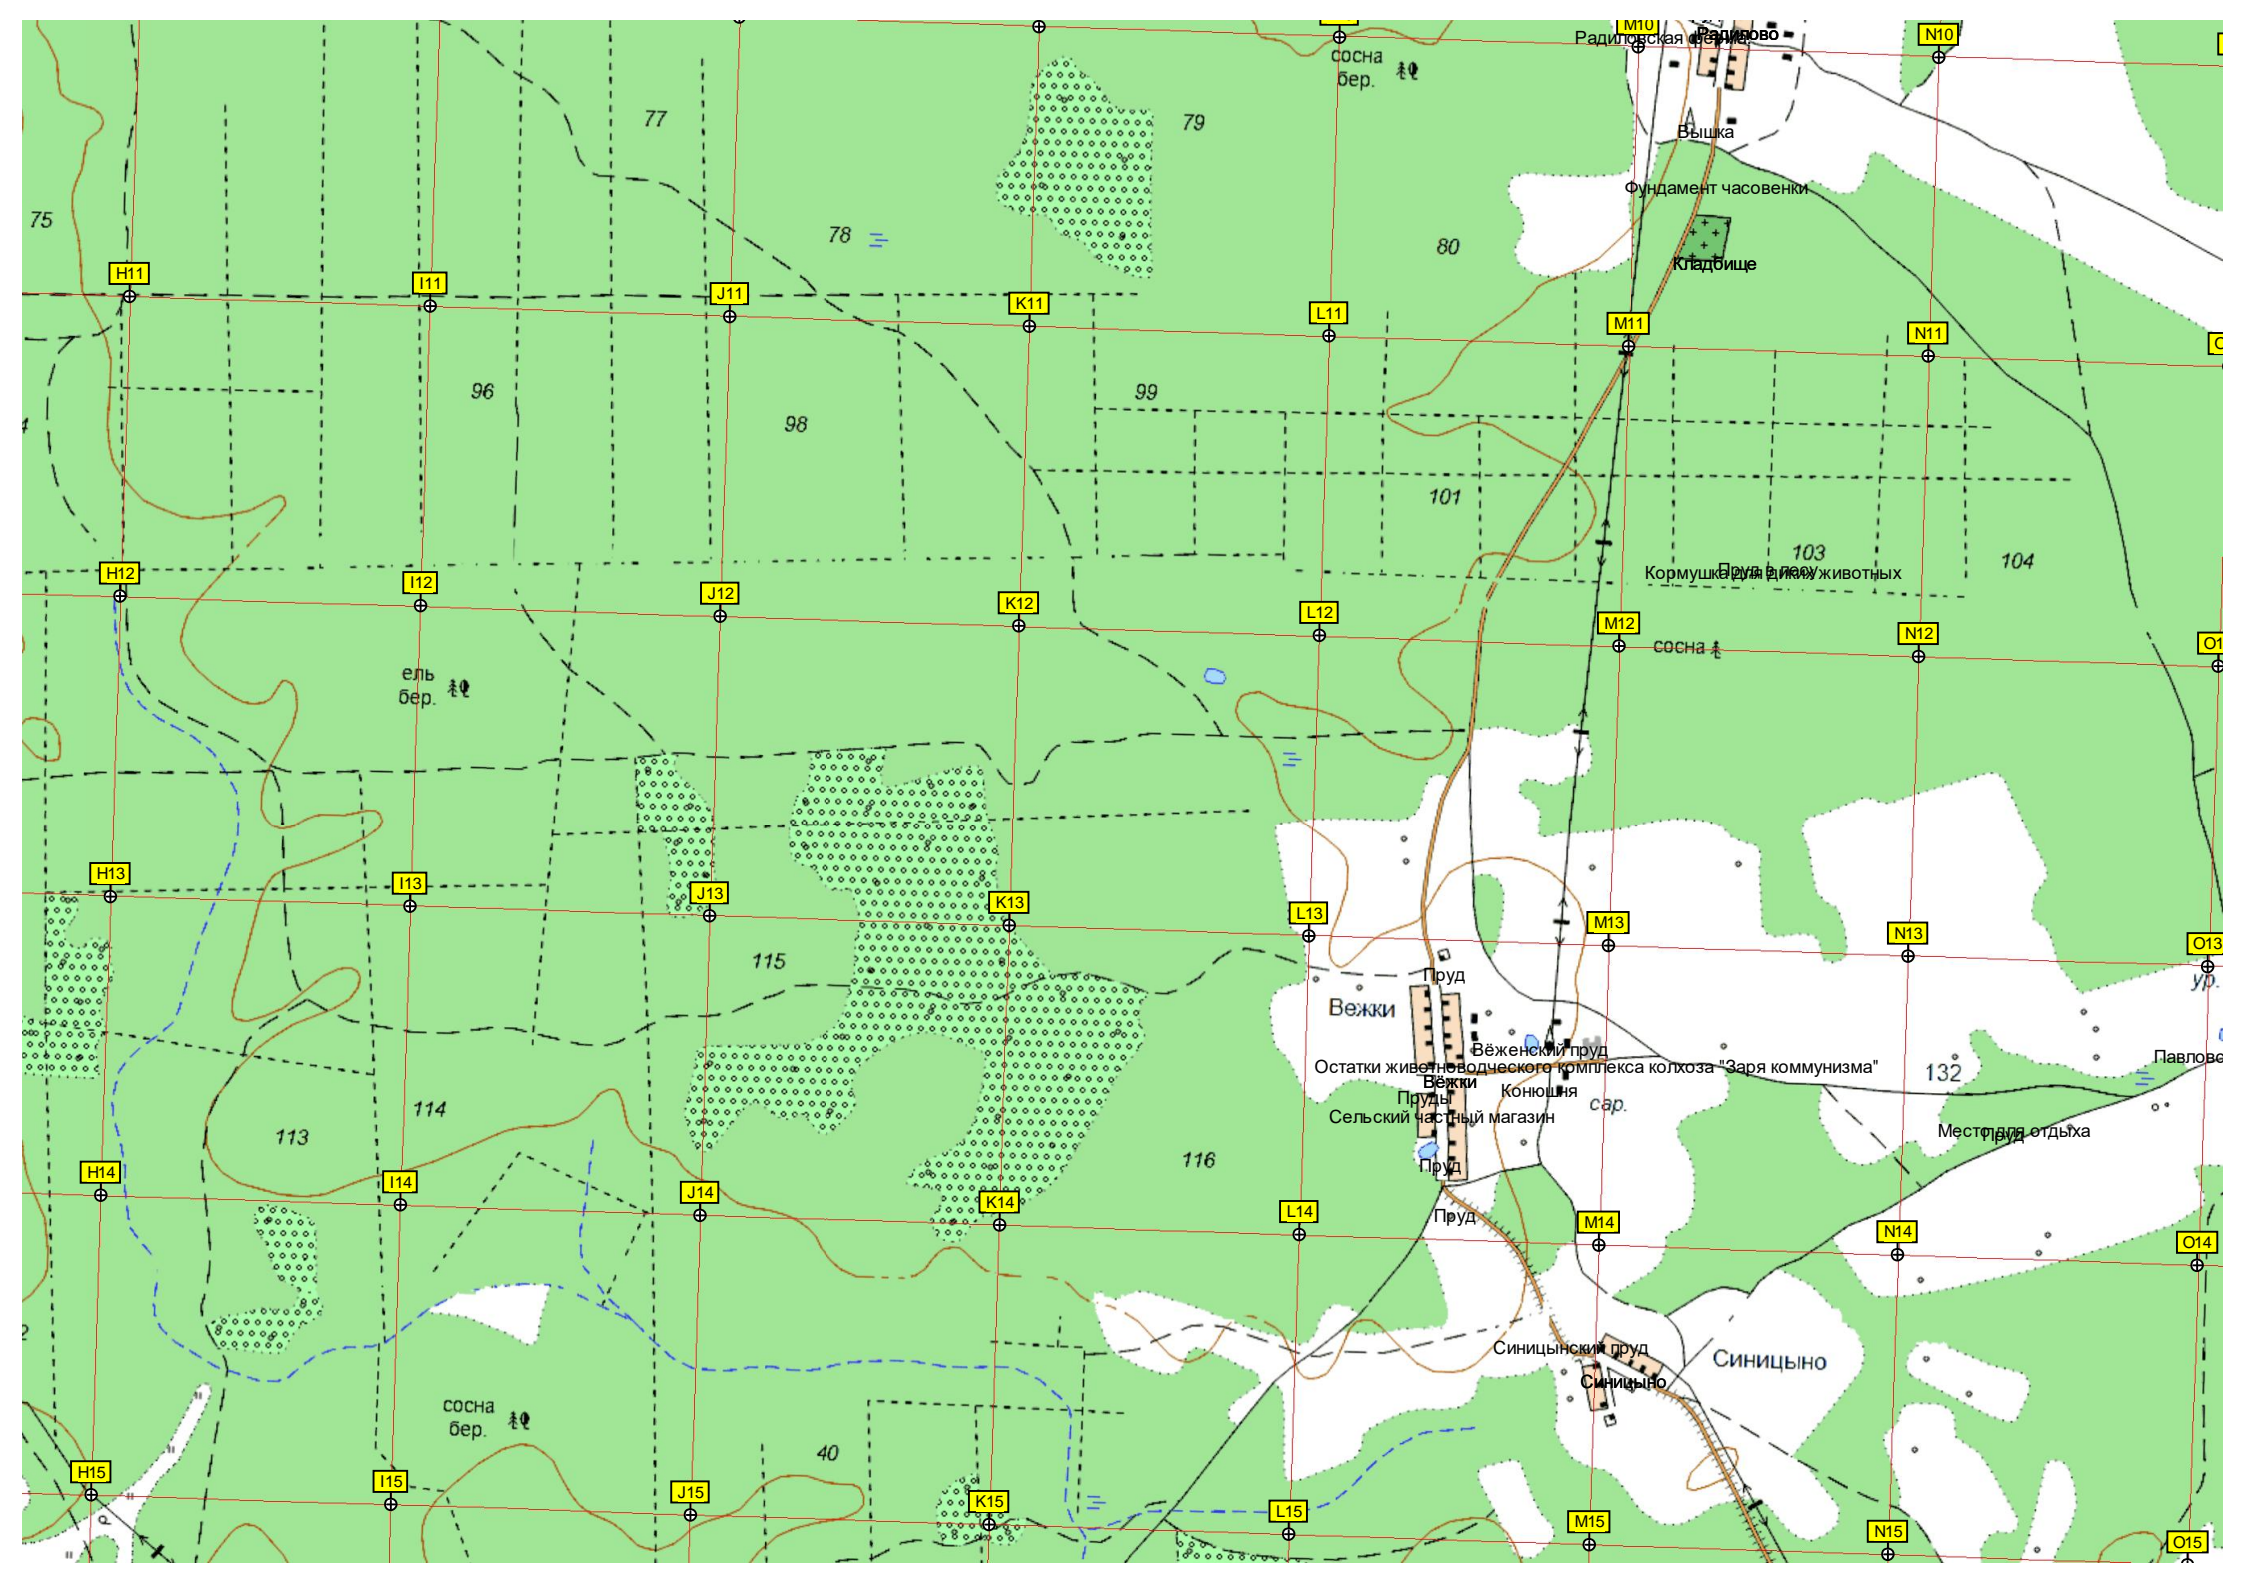 M10
Радиловская ферма
Радилово
N10
сосна
бер.
77
79
Вышка
Фундамент часовенки
75
78
80
Кладбище
H11
I11
J11
K11
L11
M11
N11
96
98
99
101
103
104
Пруд в лесу
Кормушка для диких животных
H12
I12
J12
K12
L12
M12
N12
O1
сосна
ель
бер.
H13
I13
J13
K13
L13
M13
N13
O13
ур.
115
Пруд
Вежки
Вёженский пруд
Остатки животноводческого комплекса колхоза "Заря коммунизма"
Павлово
132
Вёжки
Конюшня
Пруды
сар.
Сельский частный магазин
114
113
Место для отдыха
Пруд
116
Пруд
H14
I14
J14
K14
L14
M14
N14
O14
Пруд
Синицынский пруд
Синицыно
Синицыно
сосна
бер.
40
H15
I15
J15
K15
L15
M15
N15
O15